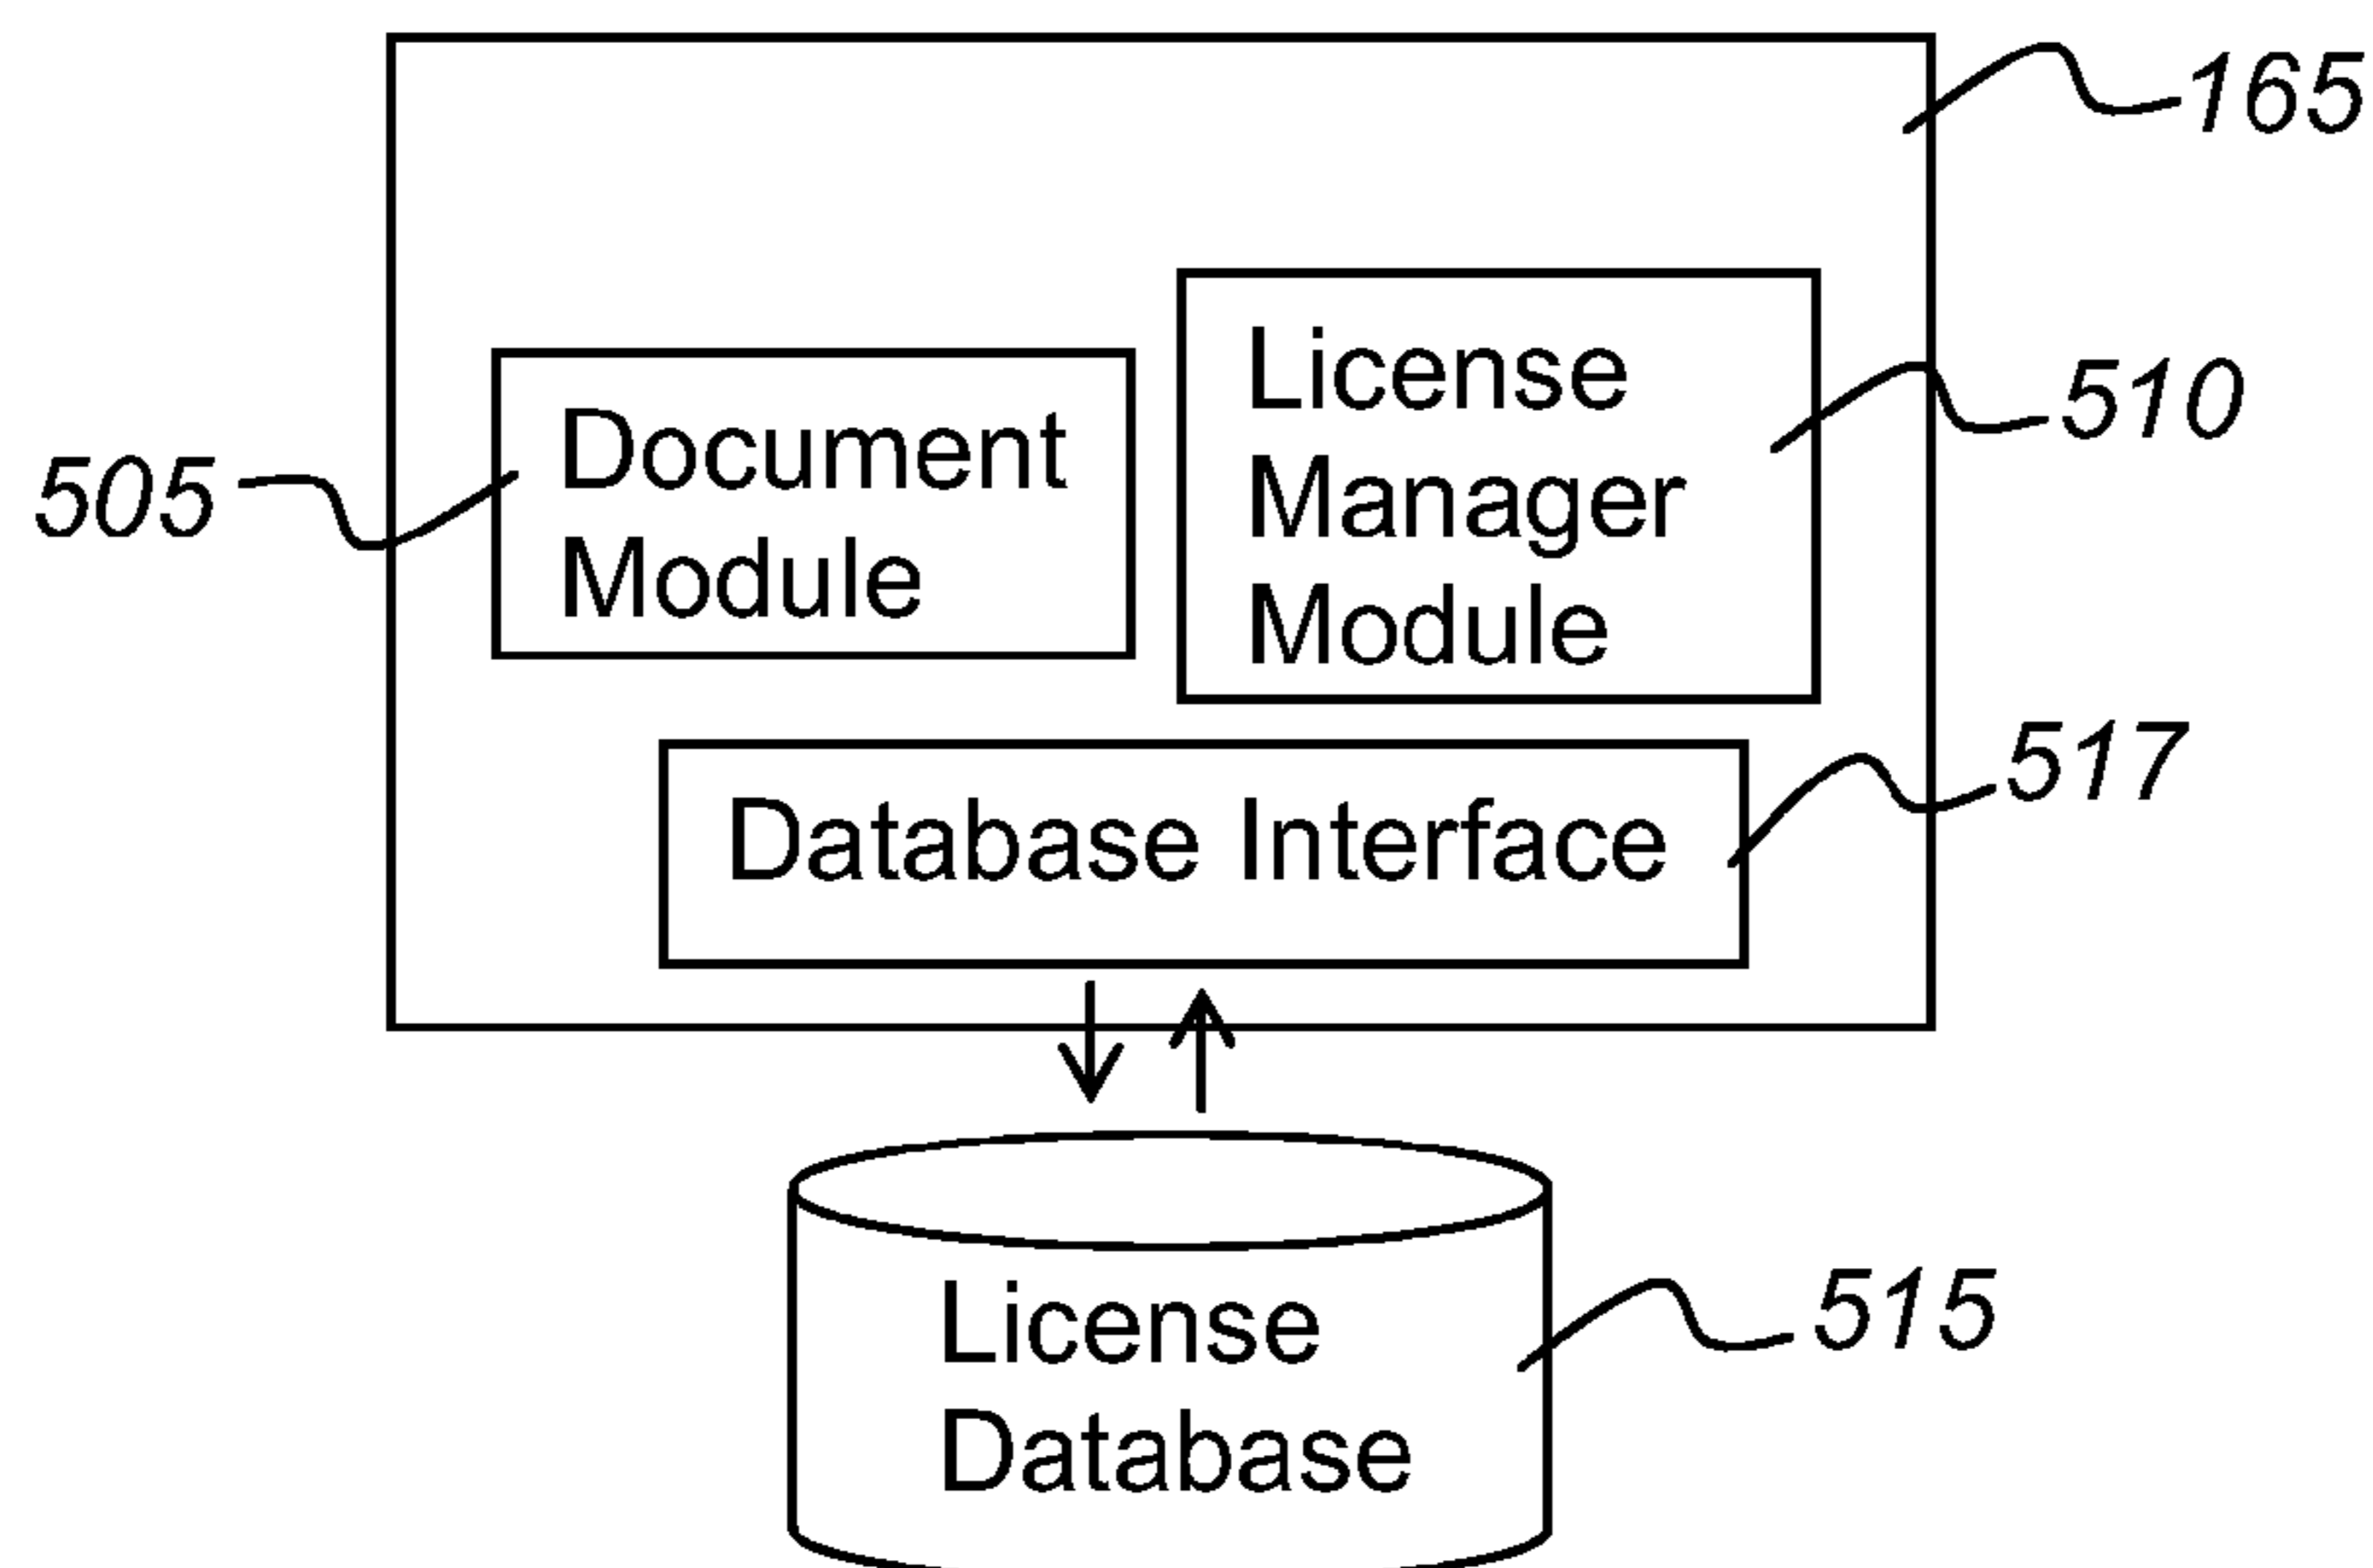 165
License
Manager
Module
510
Document
Module
505
517
Database Interface
515
License
Database